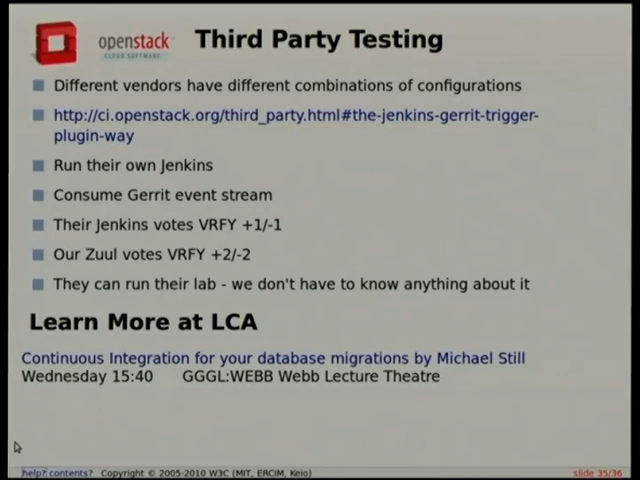 openstack
CLOUD SOFTWARE
Third Party Testing
Different vendors have different combinations of configurations
http://ci.openstack.org/third_party.html#the-jenkins-gerrit-trigger-
plugin-way
Run their own Jenkins
Consume Gerrit event stream
Their Jenkins votes VRFY +1/-1
Our Zuul votes VRFY +2/-2
They can run their lab - we don't have to know anything about it
Learn More at LCA
Continuous Integration for your database migrations by Michael Still
Wednesday 15:40 GGGL:WEBB Webb Lecture Theatre
help? contents? Copyright © 2005-2010 W3C (MIT, ERCIM, Keio) slide 35/36